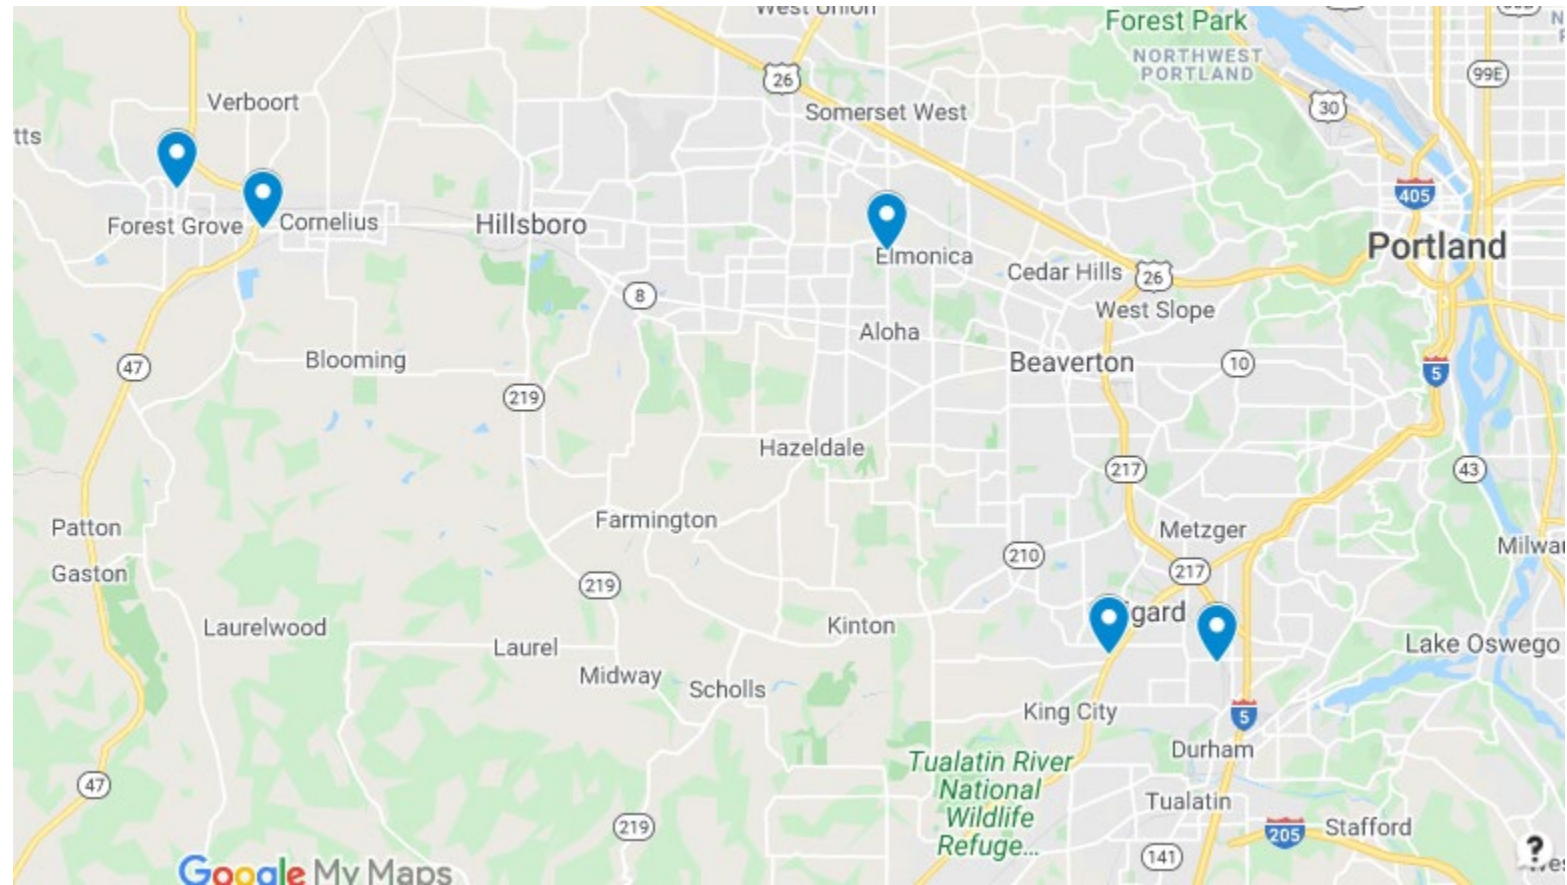 West Union
Forest Park
NORTHWEST
PORTLAND
26
99E
Verboort
Somerset West
30
tts
405
Forest Grove
Cornelius
Hillsboro
Elmonica
Portland
Cedar Hills
26
8
West Slope
Aloha
Blooming
Beaverton
10
47
5
219
Hazeldale
217
43
Patton
Farmington
Metzger
210
Milwau
Gaston
219
217
Laurelwood
Kinton
igard
Laurel
Lake Oswego
Midway
Scholls
King City
5
Durham
Tualatin River
National
Wildlife
Refuge...
47
Tualatin
219
205
Stafford
141
?
Google My Maps